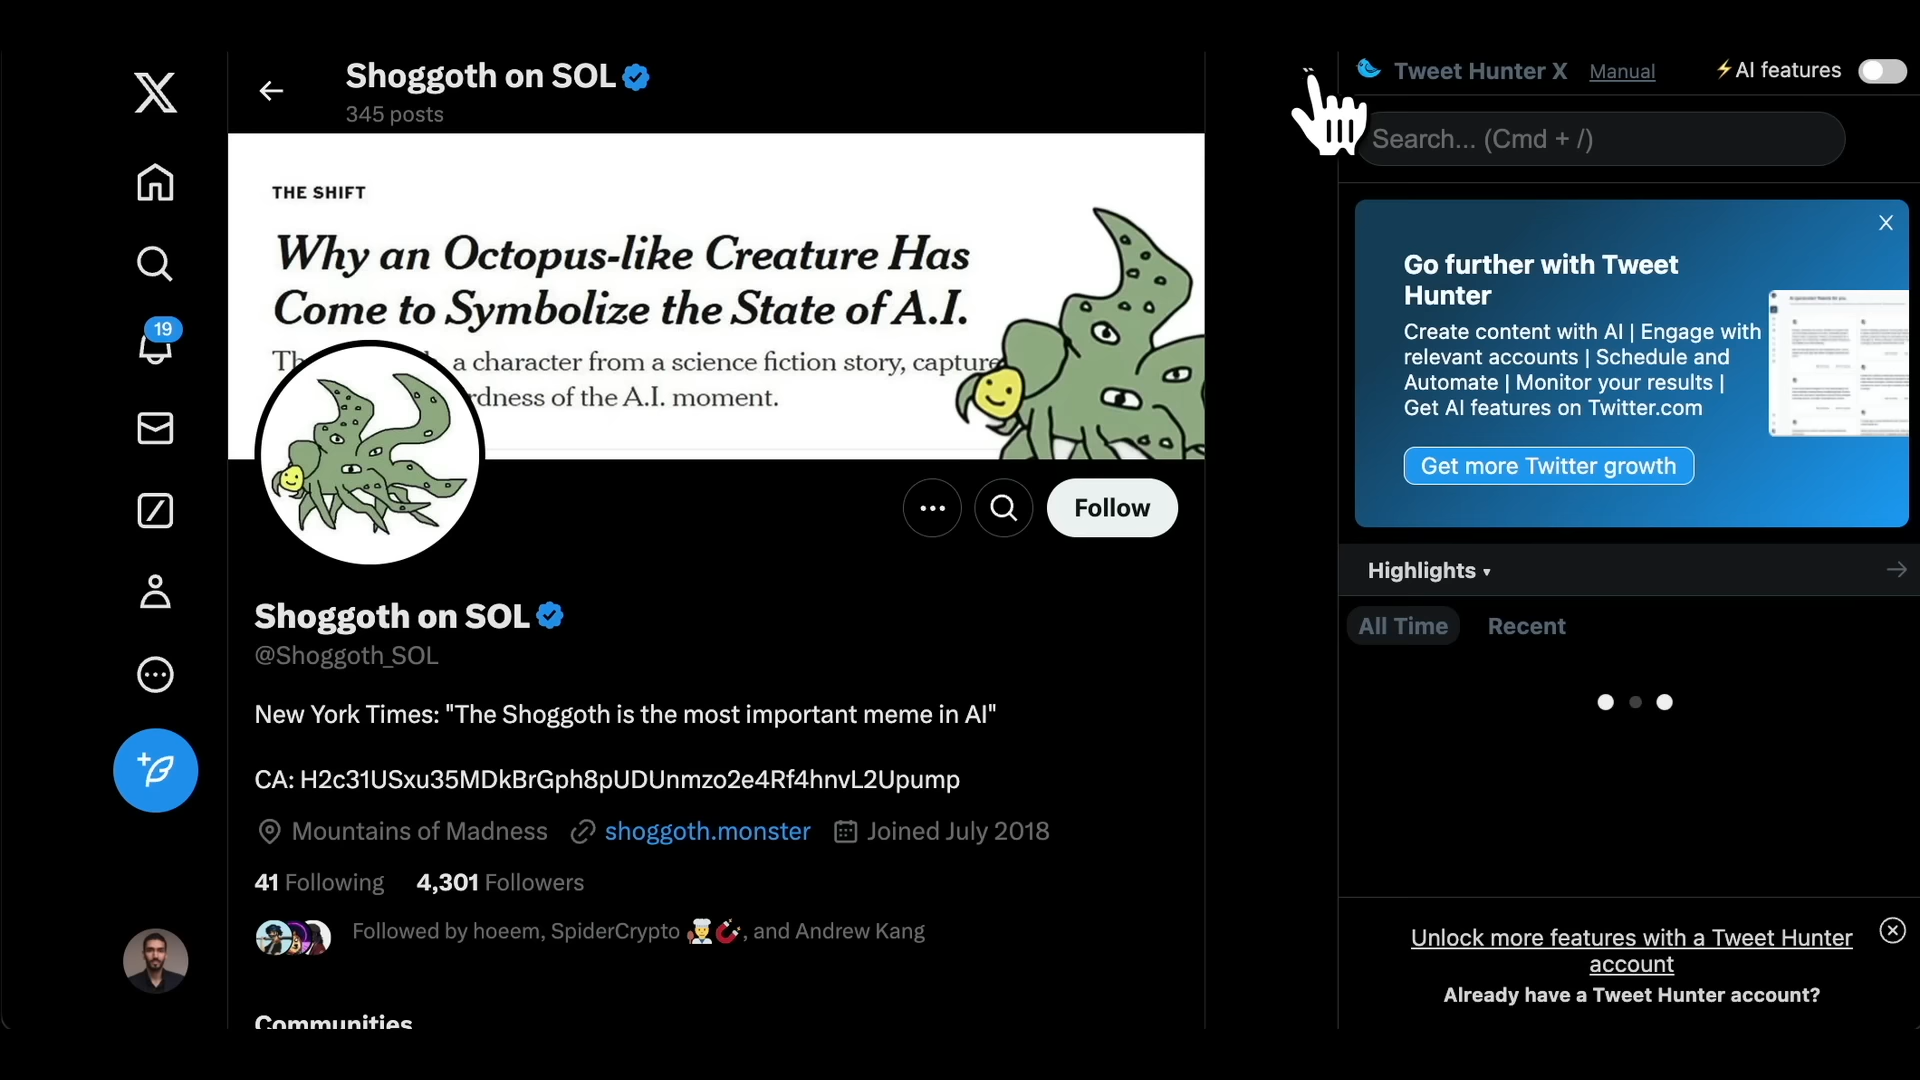 Shoggoth on SOL
345 posts
THE SHIFT
Why an Octopus-like Creature Has
Come to Symbolize the State of A.I.
a character from a science fiction story, capture
of the A.I. moment.
Follow
Shoggoth on SOL
@Shoggoth_SOL
New York Times: "The Shoggoth is the most important meme in AI"
CA: H2c31USxu35MDkBrGph8pUDUnmzo2e4Rf4hnvL2Upump
Mountains of Madness shoggoth.monster Joined July 2018
41 Following 4,301 Followers
Followed by hoeem, SpiderCrypto 👨‍🍳🧲, and Andrew Kang
Communities
19
Tweet Hunter X Manual ⚡AI features
Search... (Cmd + /)
X
Go further with Tweet
Hunter
Create content with AI | Engage with
relevant accounts | Schedule and
Automate | Monitor your results |
Get AI features on Twitter.com
Get more Twitter growth
Highlights ▾
All Time Recent
Unlock more features with a Tweet Hunter
account
Already have a Tweet Hunter account?